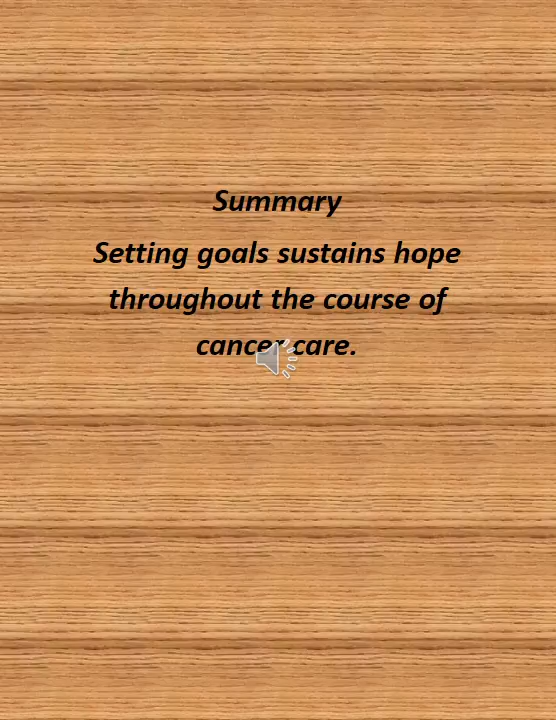 Summary
Setting goals sustains hope
throughout the course of
cancer care.